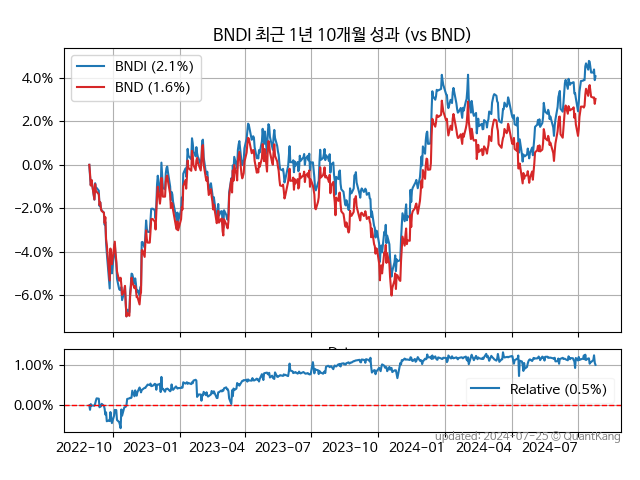 BNDI 최근 1년 10개월 성과 (vs BND)
BNDI (2.1%)
BND (1.6%)
4.0%
2.0%
0.0%
−2.0%
−4.0%
−6.0%
1.00%
0.00%
Relative (0.5%)
2022-10 2023-01 2023-04 2023-07 2023-10 2024-01 2024-04 2024-07
updated: 2024-07-25 © QuantKang